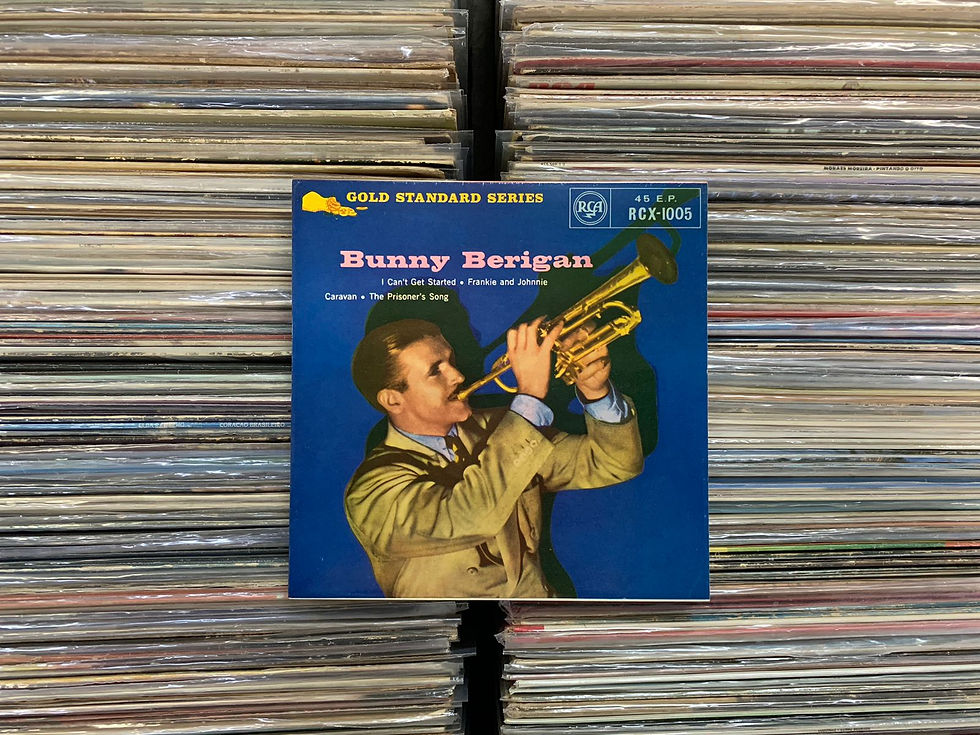 MORAES MOREIRA · PINTANDO O OITO
GOLD STANDARD SERIES
RCA
45 E.P.
RCX-1005
Bunny Berigan
I Can't Get Started • Frankie and Johnnie
Caravan • The Prisoner's Song
CORAÇÃO BRASILEIRO